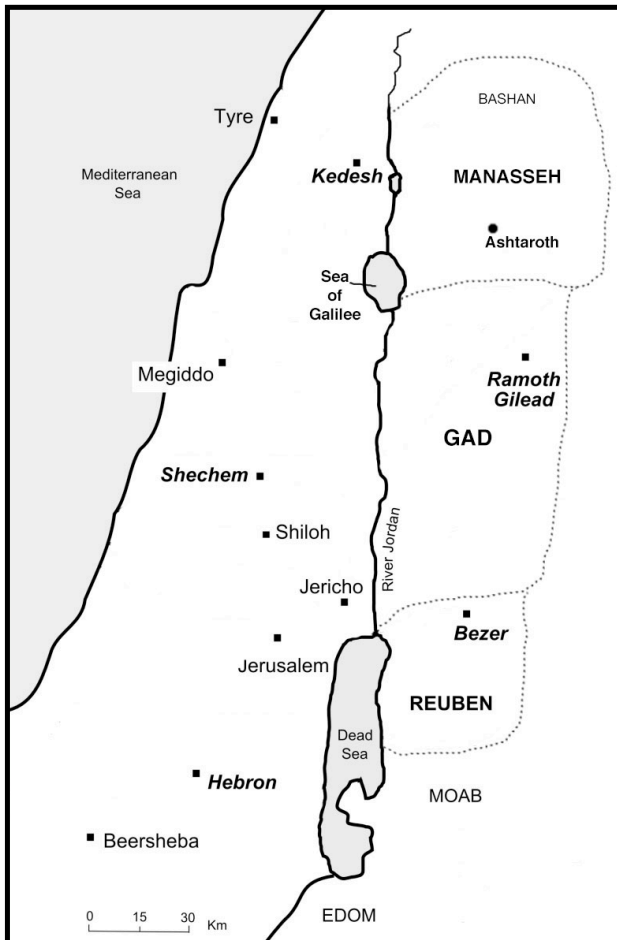 BASHAN
Tyre
Kedesh
Mediterranean
Sea
MANASSEH
Ashtaroth
Sea
of
Galilee
Megiddo
Ramoth
Gilead
GAD
Shechem
Shiloh
River Jordan
Jericho
Bezer
Jerusalem
REUBEN
Dead
Sea
Hebron
MOAB
Beersheba
0 15 30
Km
EDOM